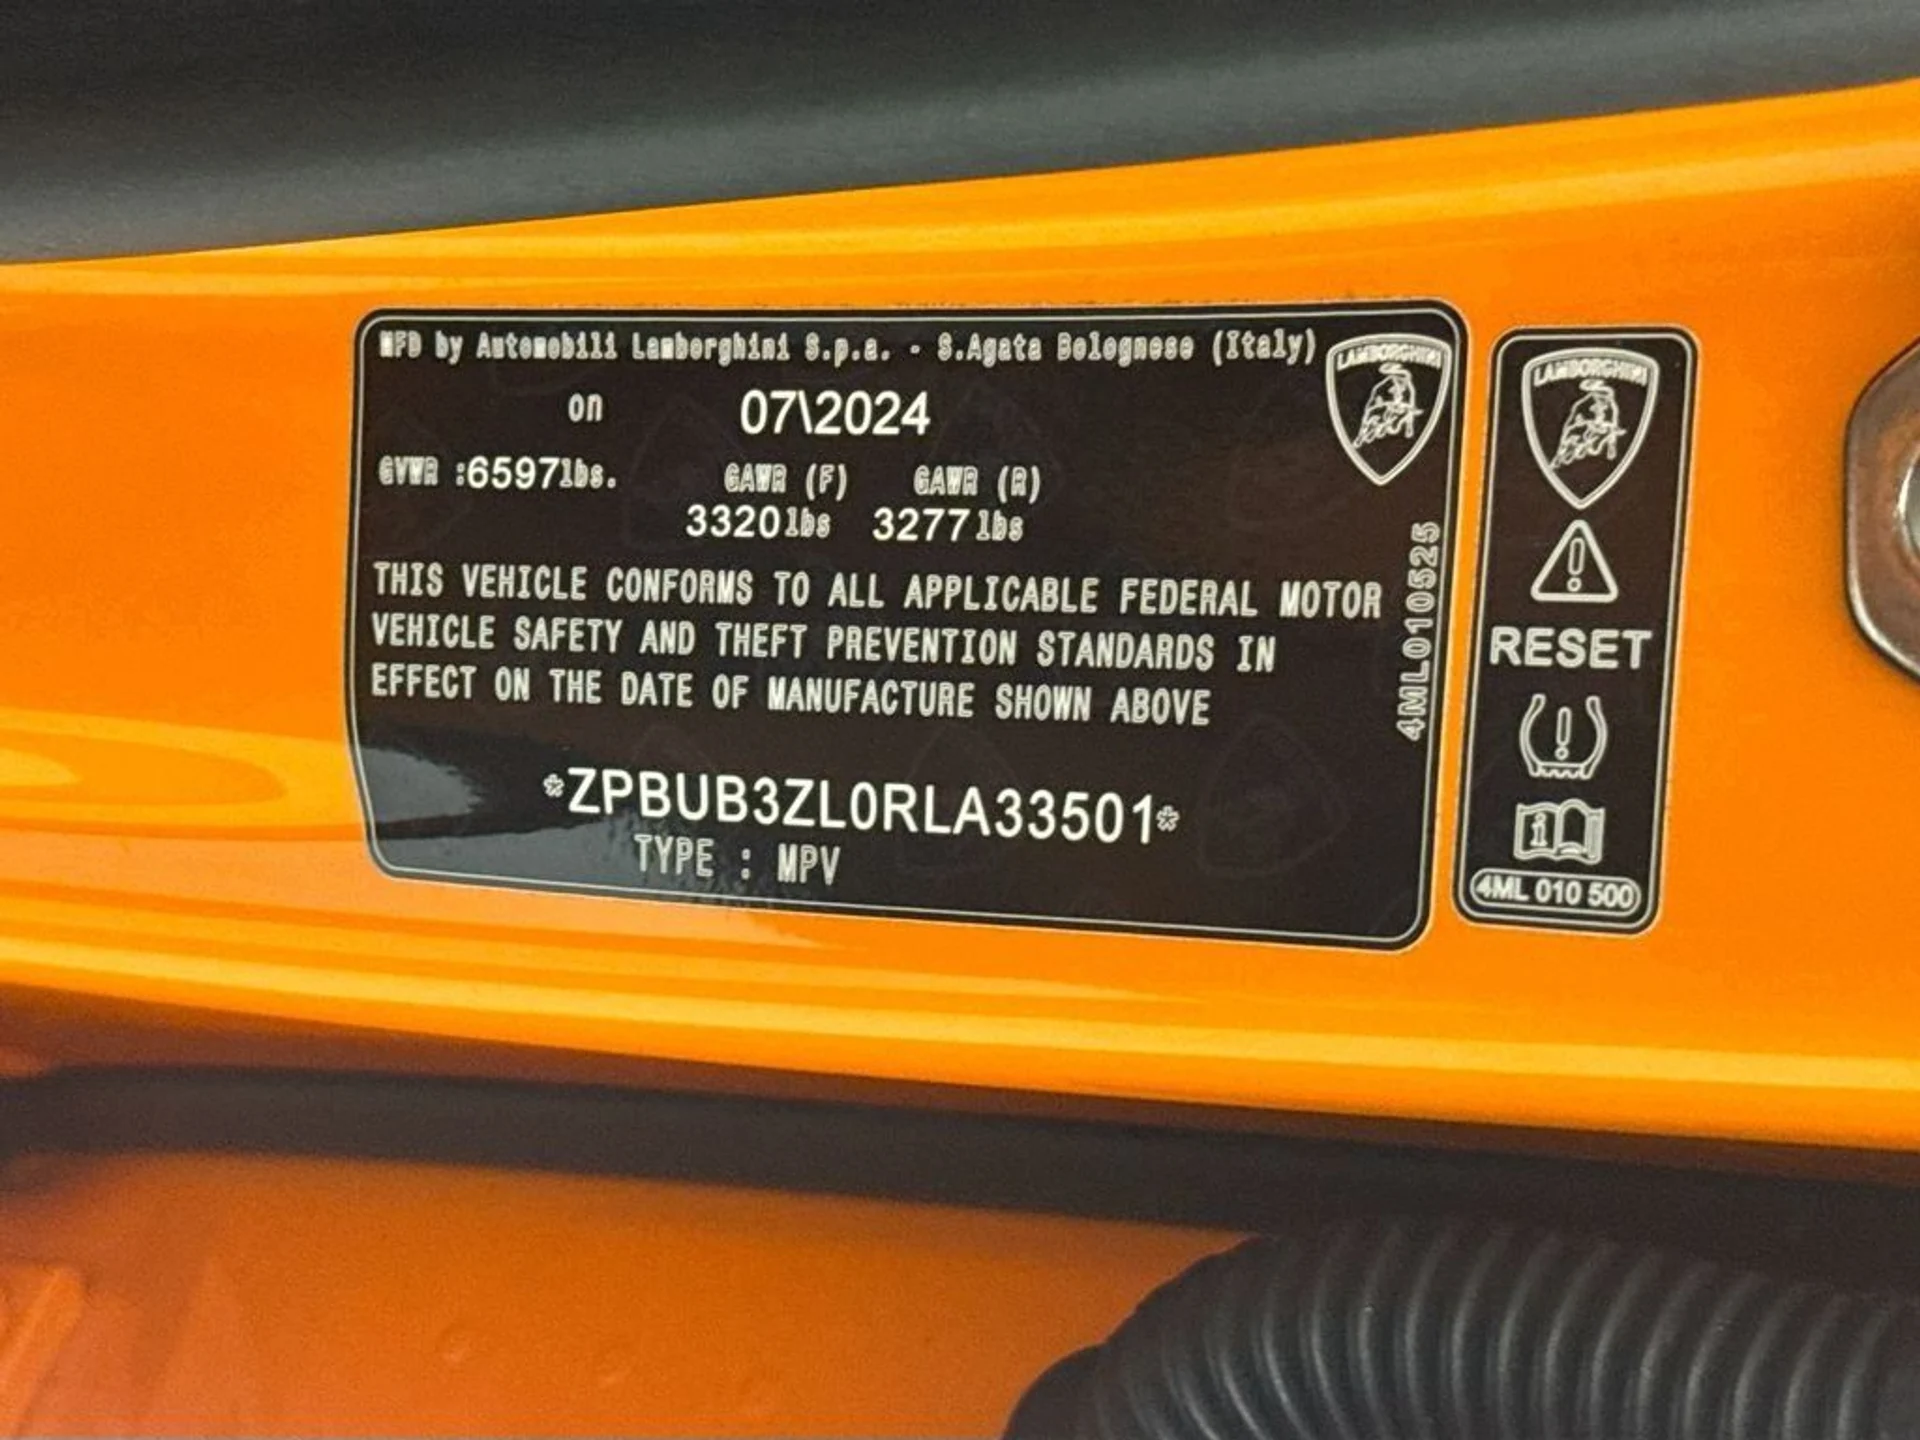 MFD by Automobili Lamborghini S.p.a. - S.Agata Bolognese (Italy)
on 07\2024
GVWR :6597lbs. GAWR (F) GAWR (R)
3320lbs 3277lbs
THIS VEHICLE CONFORMS TO ALL APPLICABLE FEDERAL MOTOR
VEHICLE SAFETY AND THEFT PREVENTION STANDARDS IN
EFFECT ON THE DATE OF MANUFACTURE SHOWN ABOVE
*ZPBUB3ZL0RLA33501*
TYPE : MPV
LAMBORGHINI
4ML010525
LAMBORGHINI
RESET
4ML 010 500